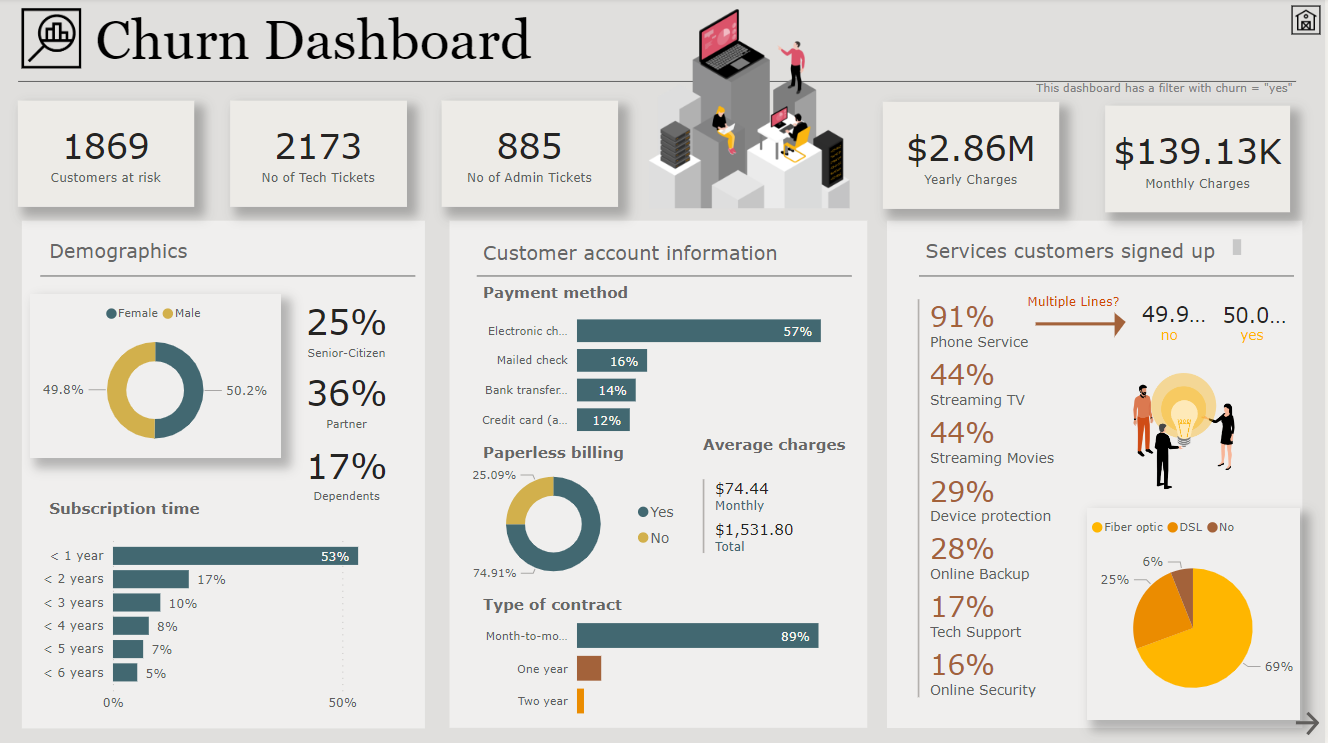 Churn Dashboard
This dashboard has a filter with churn = "yes"
1869
Customers at risk
2173
No of Tech Tickets
885
No of Admin Tickets
$2.86M
Yearly Charges
$139.13K
Monthly Charges
Demographics
Female Male
49.8%
50.2%
25%
Senior-Citizen
36%
Partner
17%
Dependents
Subscription time
< 1 year 53%
< 2 years 17%
< 3 years 10%
< 4 years 8%
< 5 years 7%
< 6 years 5%
0% 50%
Customer account information
Payment method
Electronic ch... 57%
Mailed check 16%
Bank transfer... 14%
Credit card (a... 12%
Paperless billing
25.09%
74.91%
Yes
No
Average charges
$74.44
Monthly
$1,531.80
Total
Type of contract
Month-to-mo... 89%
One year
Two year
Services customers signed up
91%
Phone Service
Multiple Lines?
49.9... 50.0...
no yes
44%
Streaming TV
44%
Streaming Movies
29%
Device protection
28%
Online Backup
17%
Tech Support
16%
Online Security
Fiber optic DSL No
6%
25%
69%